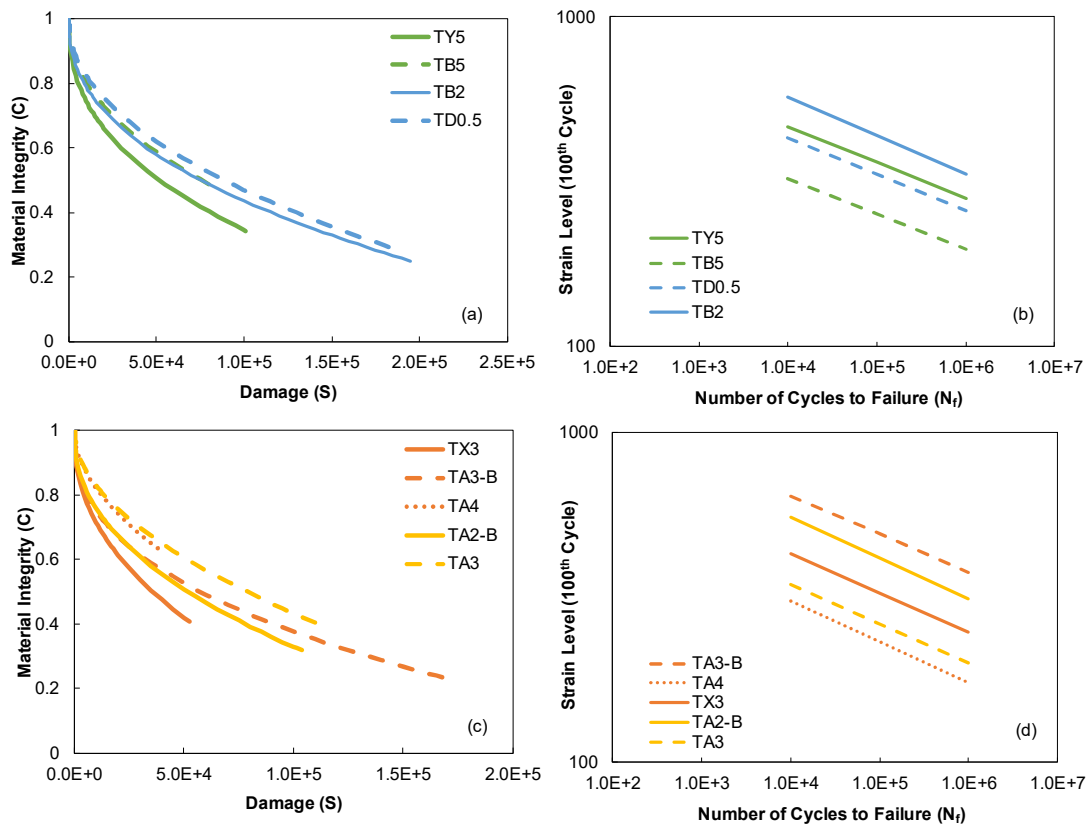 1
0.8
0.6
0.4
0.2
0
Material Integrity (C)
TY5
TB5
TB2
TD0.5
(a)
0.0E+0 5.0E+4 1.0E+5 1.5E+5 2.0E+5 2.5E+5
Damage (S)
1000
100
Strain Level (100th Cycle)
TY5
TB5
TD0.5
TB2
(b)
1.0E+2 1.0E+3 1.0E+4 1.0E+5 1.0E+6 1.0E+7
Number of Cycles to Failure (Nf)
1
0.8
0.6
0.4
0.2
0
Material Integrity (C)
TX3
TA3-B
TA4
TA2-B
TA3
(c)
0.0E+0 5.0E+4 1.0E+5 1.5E+5 2.0E+5
Damage (S)
1000
100
Strain Level (100th Cycle)
TA3-B
TA4
TX3
TA2-B
TA3
(d)
1.0E+2 1.0E+3 1.0E+4 1.0E+5 1.0E+6 1.0E+7
Number of Cycles to Failure (Nf)